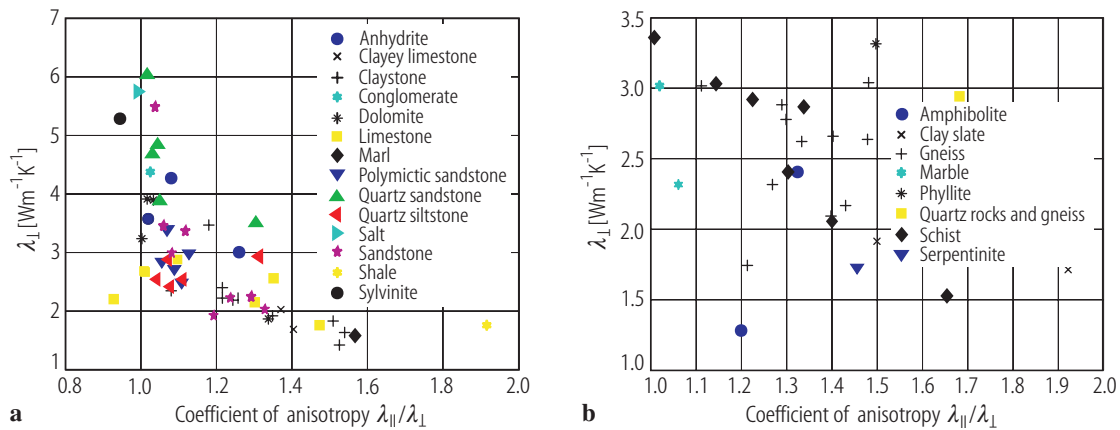 7
6
5
4
3
2
1
λ⊥ [Wm⁻¹K⁻¹]
Anhydrite
Clayey limestone
Claystone
Conglomerate
Dolomite
Limestone
Marl
Polymictic sandstone
Quartz sandstone
Quartz siltstone
Salt
Sandstone
Shale
Sylvinite
0.8 1.0 1.2 1.4 1.6 1.8 2.0
a Coefficient of anisotropy λ||/λ⊥
3.5
3.0
2.5
2.0
1.5
1.0
λ⊥ [Wm⁻¹K⁻¹]
Amphibolite
Clay slate
Gneiss
Marble
Phyllite
Quartz rocks and gneiss
Schist
Serpentinite
1.0 1.1 1.2 1.3 1.4 1.5 1.6 1.7 1.8 1.9 2.0
b Coefficient of anisotropy λ||/λ⊥